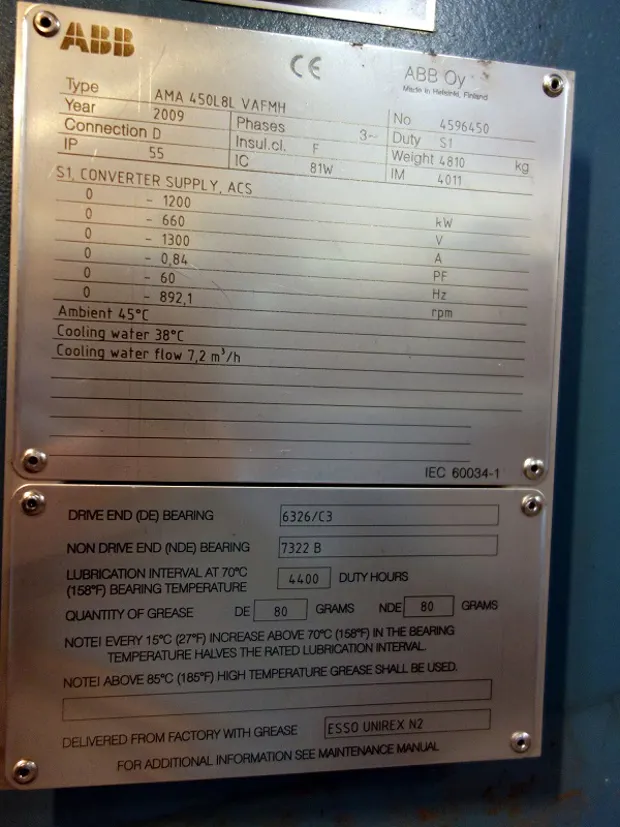 ABB
CE
ABB Oy
Made in Helsinki, Finland
Type AMA 450L8L VAFMH
Year 2009 Phases 3~ No 4596450
Connection D Insul.cl. F Duty S1
IP 55 IC 81W Weight 4810 kg
IM 4011
S1, CONVERTER SUPPLY, ACS
0 - 1200 kW
0 - 660 V
0 - 1300 A
0 - 0,84 PF
0 - 60 Hz
0 - 892,1 rpm
Ambient 45°C
Cooling water 38°C
Cooling water flow 7,2 m³/h
IEC 60034-1
DRIVE END (DE) BEARING 6326/C3
NON DRIVE END (NDE) BEARING 7322 B
LUBRICATION INTERVAL AT 70°C
(158°F) BEARING TEMPERATURE 4400 DUTY HOURS
QUANTITY OF GREASE DE 80 GRAMS NDE 80 GRAMS
NOTE! EVERY 15°C (27°F) INCREASE ABOVE 70°C (158°F) IN THE BEARING
TEMPERATURE HALVES THE RATED LUBRICATION INTERVAL.
NOTE! ABOVE 85°C (185°F) HIGH TEMPERATURE GREASE SHALL BE USED.
DELIVERED FROM FACTORY WITH GREASE ESSO UNIREX N2
FOR ADDITIONAL INFORMATION SEE MAINTENANCE MANUAL